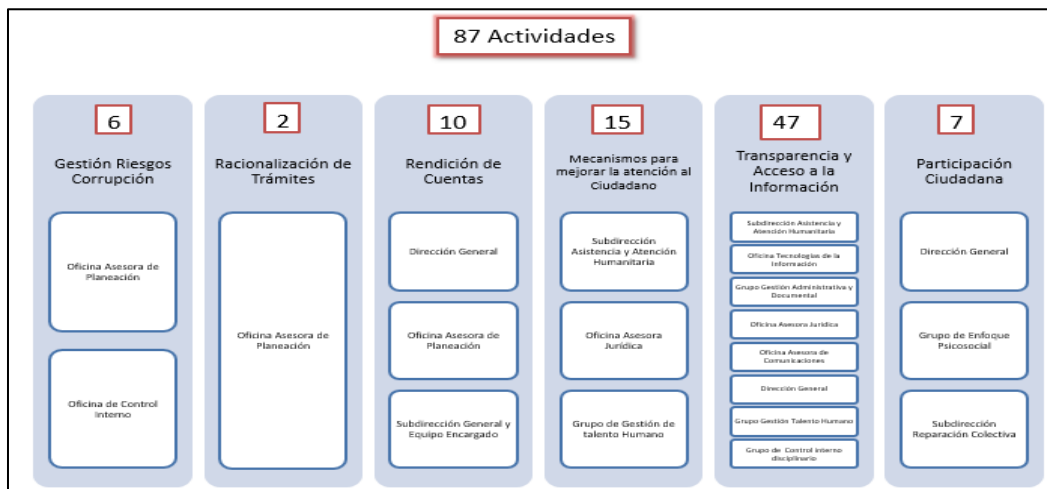 87 Actividades
6
Gestión Riesgos
Corrupción
Oficina Asesora de
Planeación
Oficina de Control
Interno
2
Racionalización de
Trámites
Oficina Asesora de
Planeación
10
Rendición de
Cuentas
Dirección General
Oficina Asesora de
Planeación
Subdirección General y
Equipo Encargado
15
Mecanismos para
mejorar la atención al
Ciudadano
Subdirección
Asistencia y Atención
Humanitaria
Oficina Asesora
Jurídica
Grupo de Gestión de
talento Humano
47
Transparencia y
Acceso a la
Información
Subdirección Asistencia y
Atención Humanitaria
Oficina Tecnologías de la
Información
Grupo Gestión Administrativa y
Documental
Oficina Asesora Jurídica
Oficina Asesora de
Comunicaciones
Dirección General
Grupo Gestión Talento Humano
Grupo de Control interno
disciplinario
7
Participación
Ciudadana
Dirección General
Grupo de Enfoque
Psicosocial
Subdirección
Reparación Colectiva